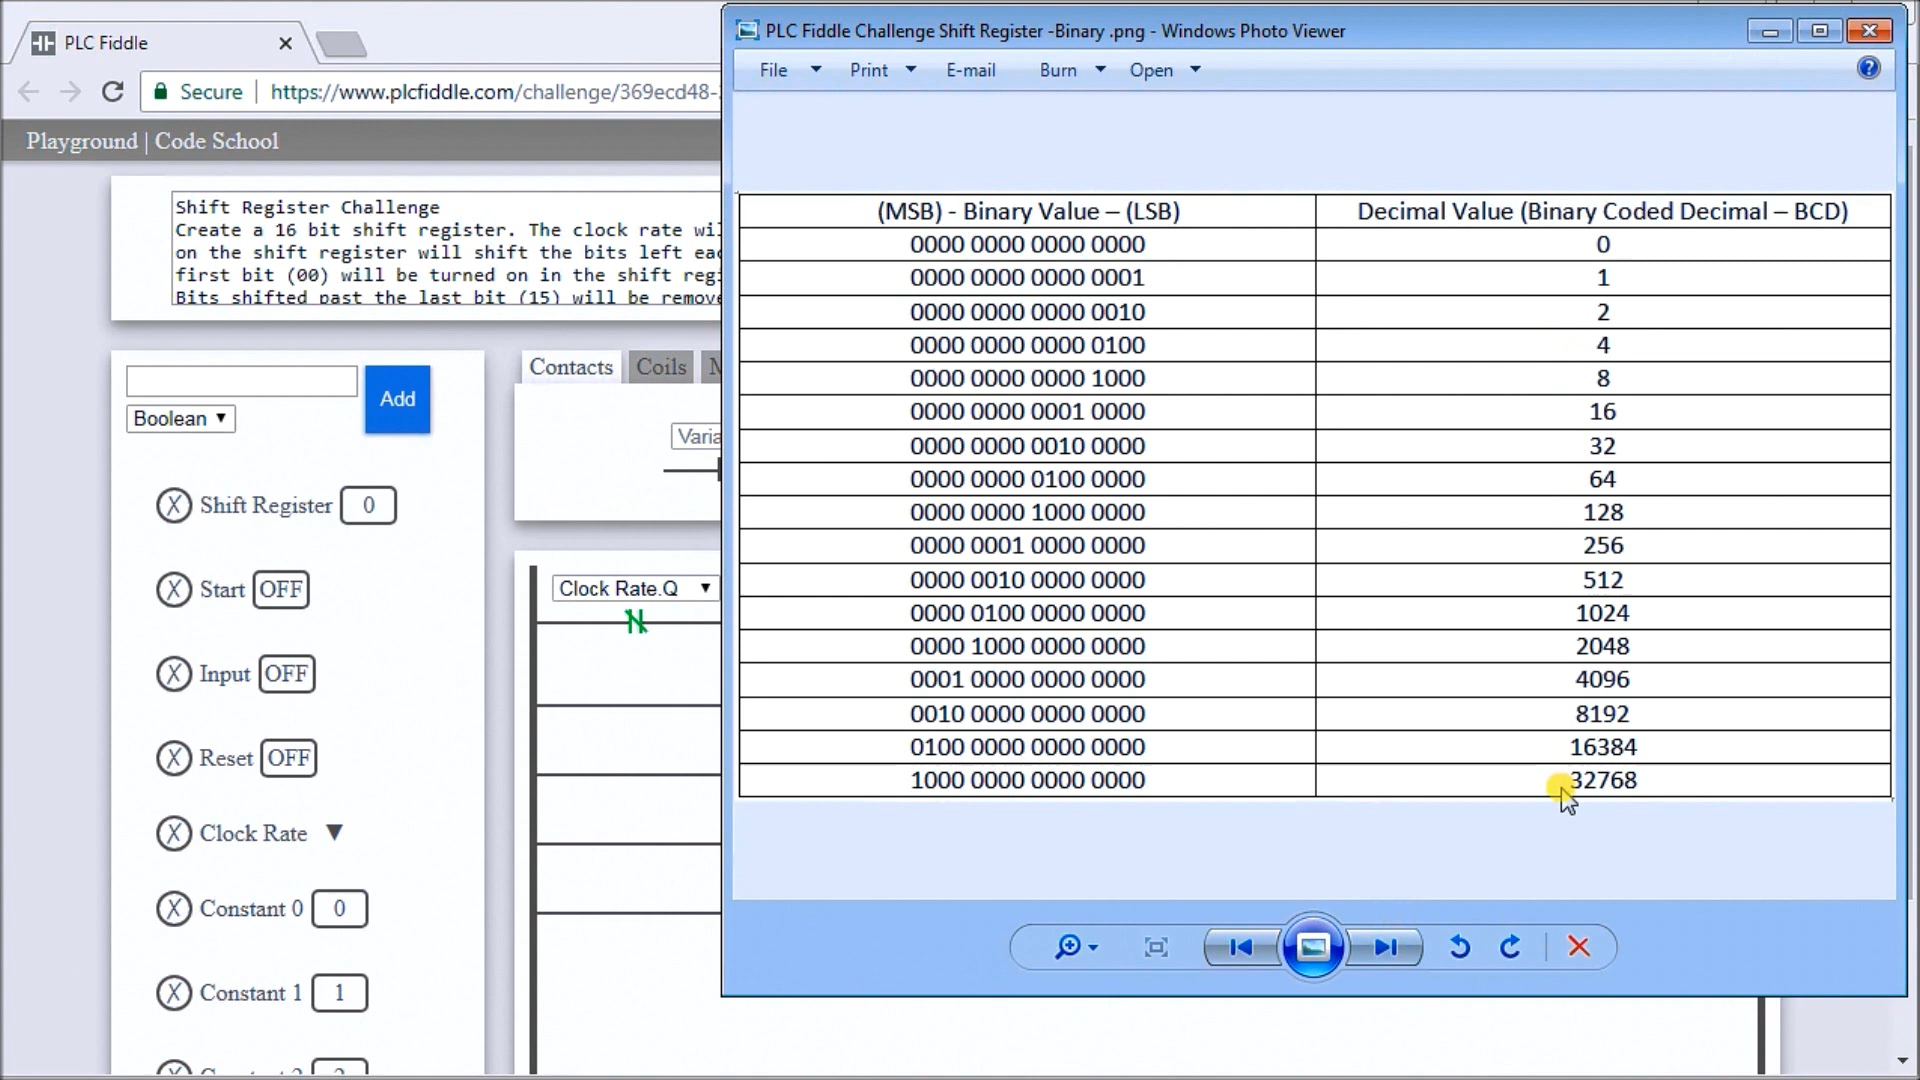 PLC Fiddle
Secure
https://www.plcfiddle.com/challenge/369ecd48-
Playground | Code School
Shift Register Challenge
Create a 16 bit shift register. The clock rate
on the shift register will shift the bits left
first bit (00) will be turned on in the shift
Bits shifted past the last bit (15) will be
Add
Boolean
Shift Register 0
Start OFF
Input OFF
Reset OFF
Clock Rate
Constant 0 0
Constant 1 1
Contacts Coils
Clock Rate.Q
PLC Fiddle Challenge Shift Register -Binary .png - Windows Photo Viewer
File Print E-mail Burn Open
(MSB) - Binary Value – (LSB) Decimal Value (Binary Coded Decimal – BCD)
0000 0000 0000 0000 0
0000 0000 0000 0001 1
0000 0000 0000 0010 2
0000 0000 0000 0100 4
0000 0000 0000 1000 8
0000 0000 0001 0000 16
0000 0000 0010 0000 32
0000 0000 0100 0000 64
0000 0000 1000 0000 128
0000 0001 0000 0000 256
0000 0010 0000 0000 512
0000 0100 0000 0000 1024
0000 1000 0000 0000 2048
0001 0000 0000 0000 4096
0010 0000 0000 0000 8192
0100 0000 0000 0000 16384
1000 0000 0000 0000 32768